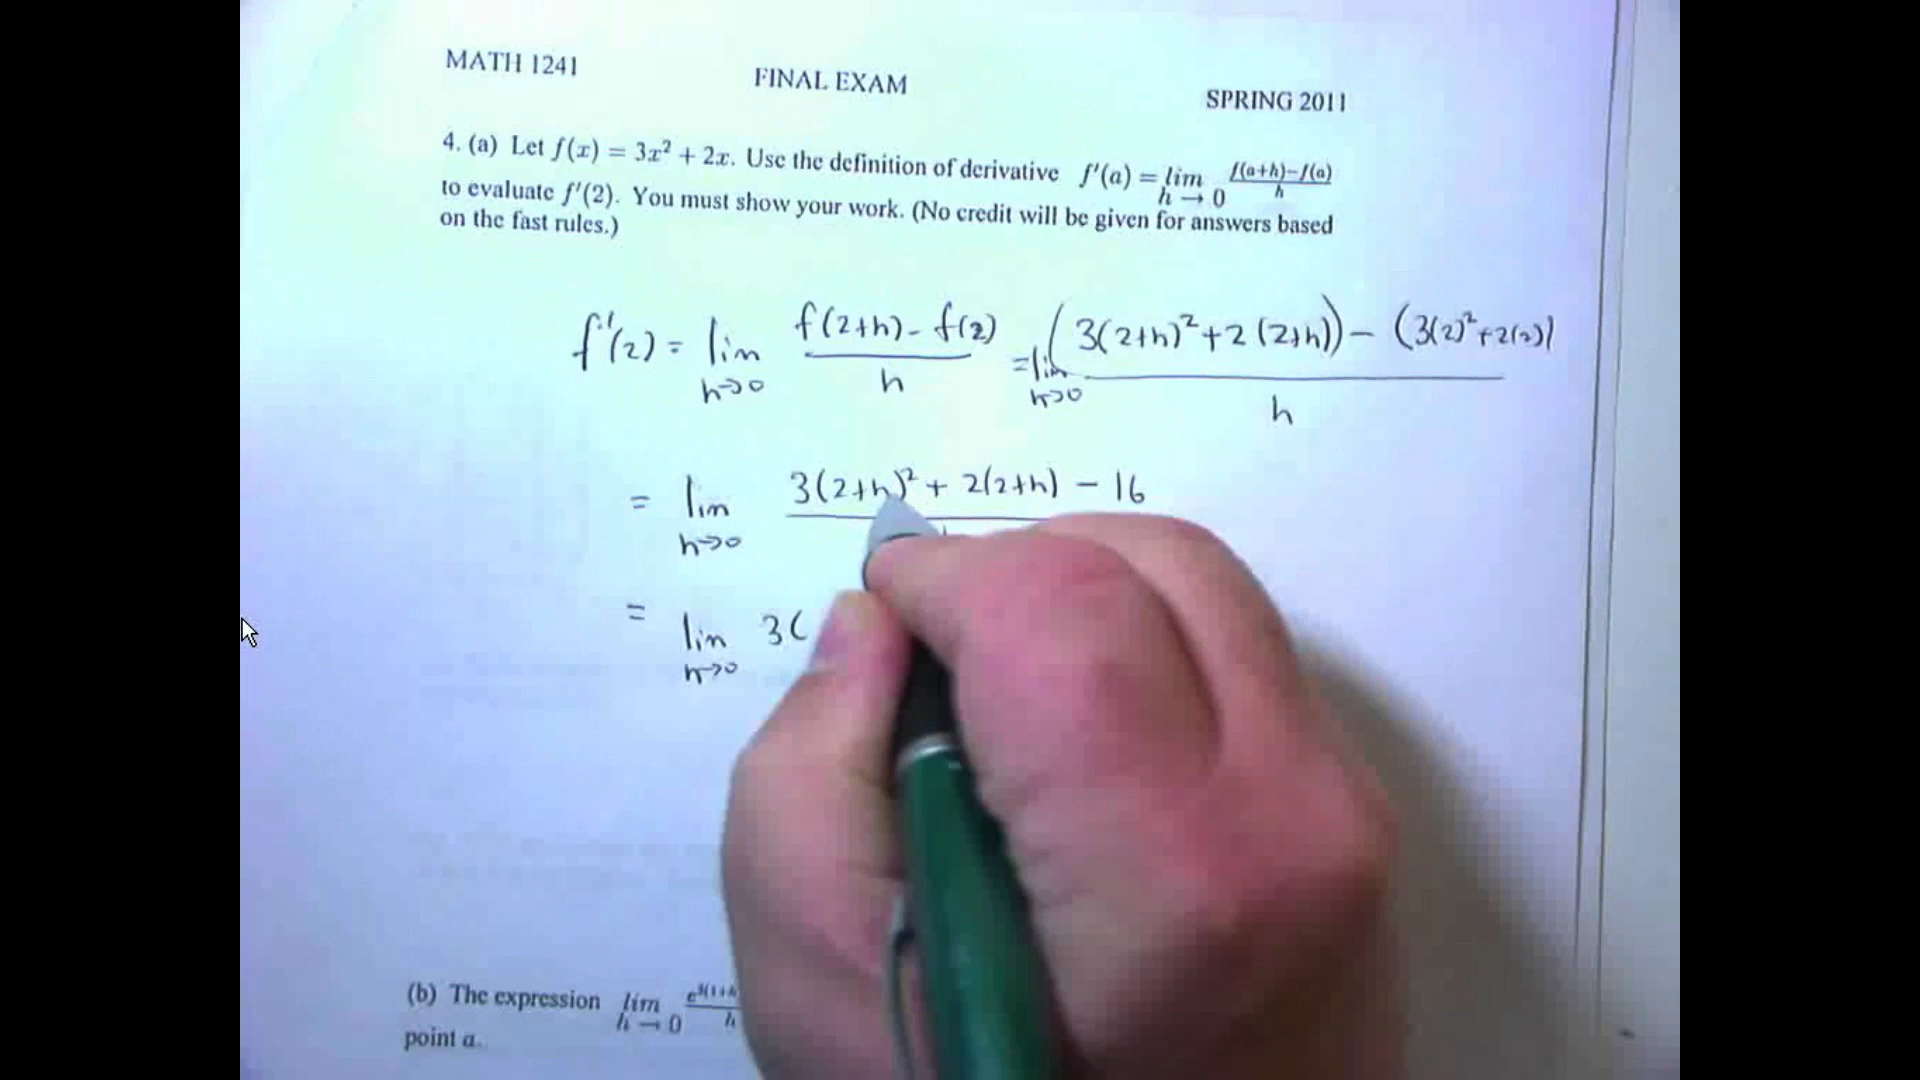 MATH 1241 FINAL EXAM SPRING 2011
4. (a) Let f(x) = 3x² + 2x. Use the definition of derivative f'(a) = lim h → 0 f(a+h)−f(a) / h
to evaluate f'(2). You must show your work. (No credit will be given for answers based
on the fast rules.)
f'(2) = lim h→0 f(2+h) - f(2) / h = lim h→0 (3(2+h)² + 2(2+h)) - (3(2)² + 2(2)) / h
= lim h→0 3(2+h)² + 2(2+h) - 16
= lim h→0 3(
(b) The expression lim h → 0 e^3(1+h / h
point a.